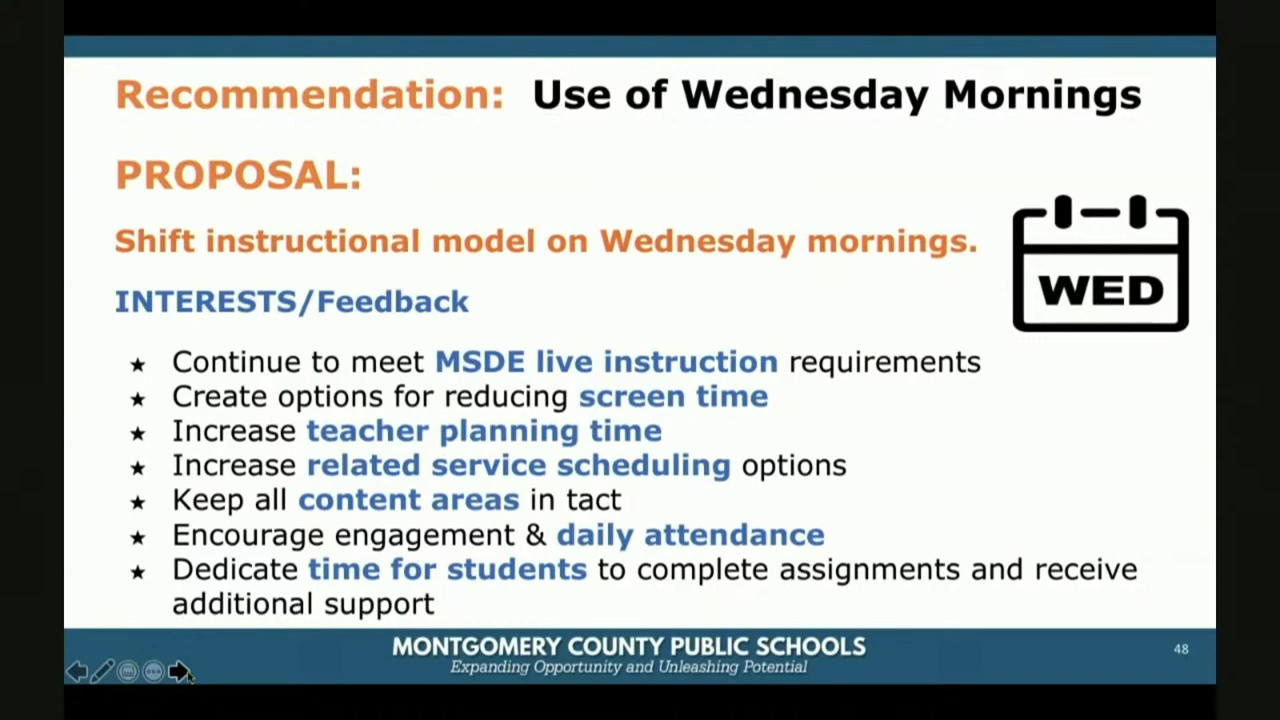 Recommendation: Use of Wednesday Mornings
PROPOSAL:
Shift instructional model on Wednesday mornings.
WED
INTERESTS/Feedback
★ Continue to meet MSDE live instruction requirements
★ Create options for reducing screen time
★ Increase teacher planning time
★ Increase related service scheduling options
★ Keep all content areas in tact
★ Encourage engagement & daily attendance
★ Dedicate time for students to complete assignments and receive
additional support
MONTGOMERY COUNTY PUBLIC SCHOOLS
Expanding Opportunity and Unleashing Potential
48